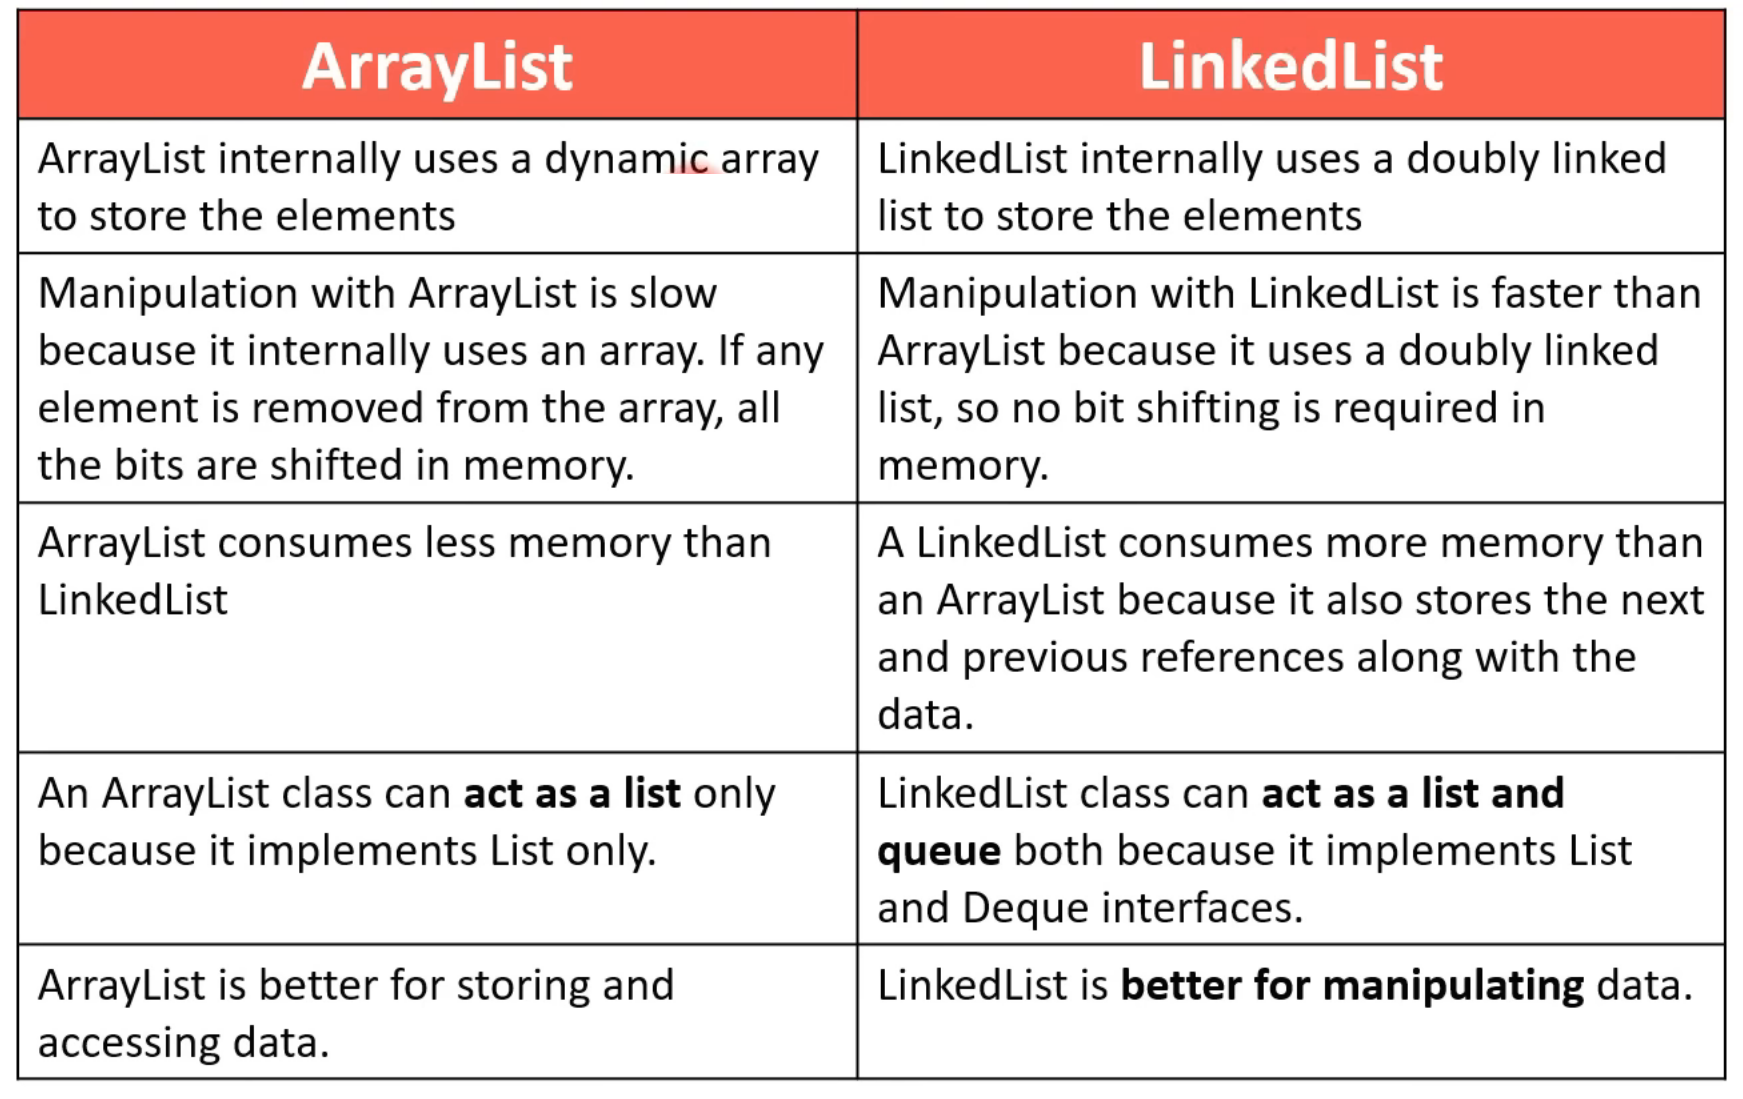 ArrayList
LinkedList
ArrayList internally uses a dynamic array
to store the elements
LinkedList internally uses a doubly linked
list to store the elements
Manipulation with ArrayList is slow
because it internally uses an array. If any
element is removed from the array, all
the bits are shifted in memory.
Manipulation with LinkedList is faster than
ArrayList because it uses a doubly linked
list, so no bit shifting is required in
memory.
ArrayList consumes less memory than
LinkedList
A LinkedList consumes more memory than
an ArrayList because it also stores the next
and previous references along with the
data.
An ArrayList class can act as a list only
because it implements List only.
LinkedList class can act as a list and
queue both because it implements List
and Deque interfaces.
ArrayList is better for storing and
accessing data.
LinkedList is better for manipulating data.